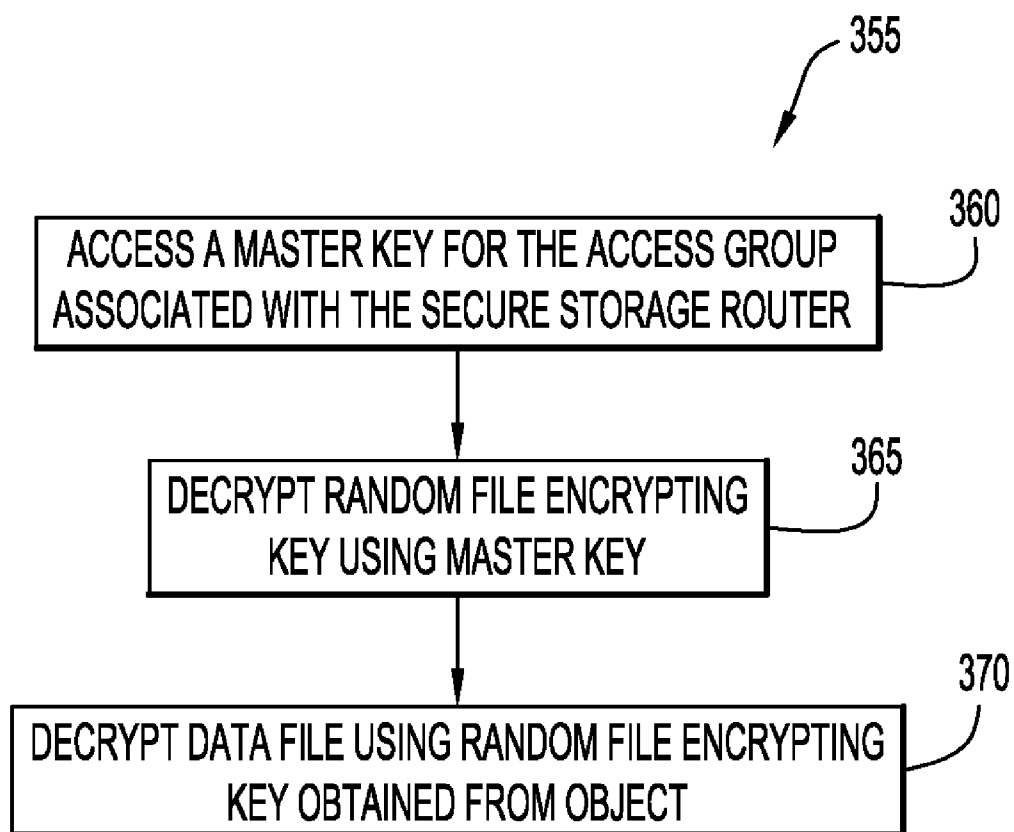 355
360
ACCESS A MASTER KEY FOR THE ACCESS GROUP
ASSOCIATED WITH THE SECURE STORAGE ROUTER
365
DECRYPT RANDOM FILE ENCRYPTING
KEY USING MASTER KEY
370
DECRYPT DATA FILE USING RANDOM FILE ENCRYPTING
KEY OBTAINED FROM OBJECT